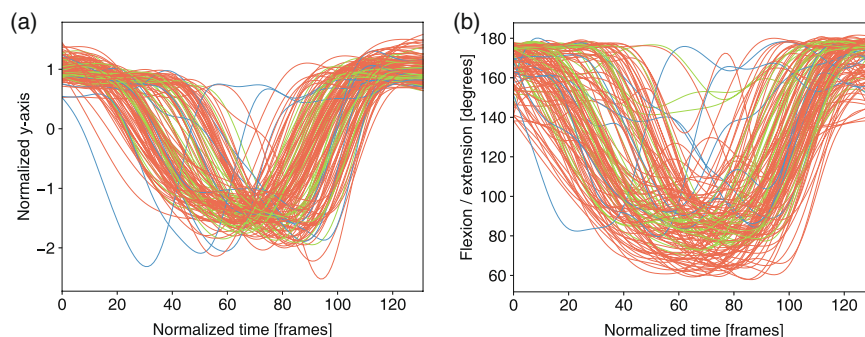 (a)
Normalized y-axis
1
0
−1
−2
0 20 40 60 80 100 120
Normalized time [frames]
(b)
Flexion / extension [degrees]
180
160
140
120
100
80
60
0 20 40 60 80 100 120
Normalized time [frames]